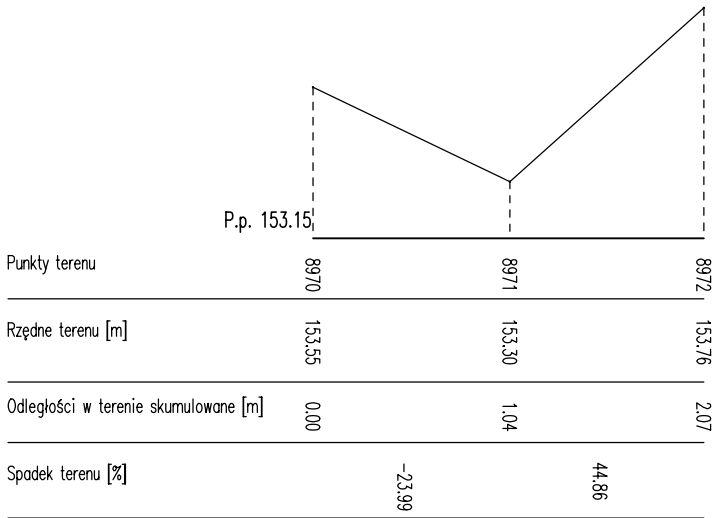 P.p. 153.15
Punkty terenu 8970 8971 8972
Rzędne terenu [m] 153.55 153.30 153.76
Odległości w terenie skumulowane [m] 0.00 1.04 2.07
Spadek terenu [%] -23.99 44.86